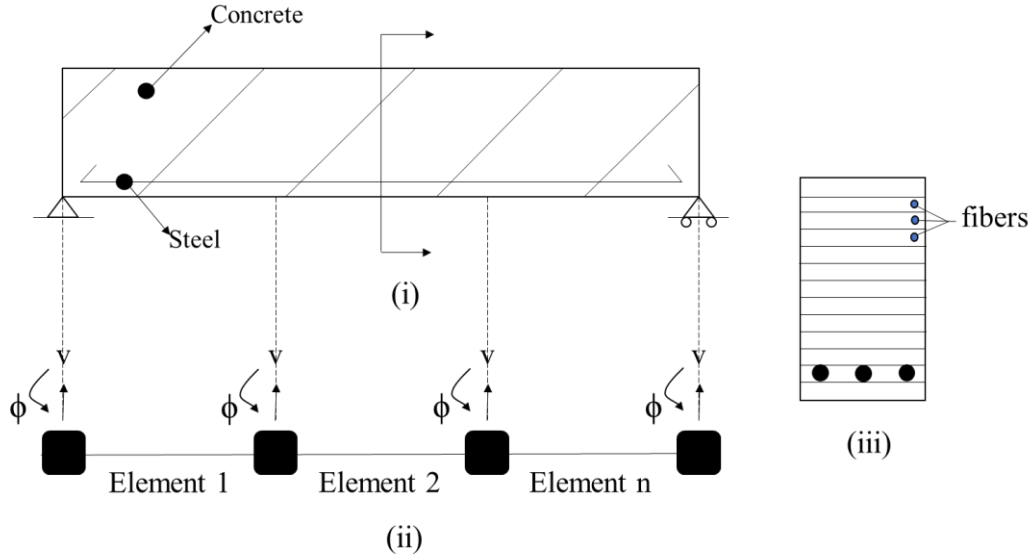 Concrete
Steel
(i)
fibers
v v v v
ϕ ϕ ϕ ϕ
Element 1 Element 2 Element n
(iii)
(ii)